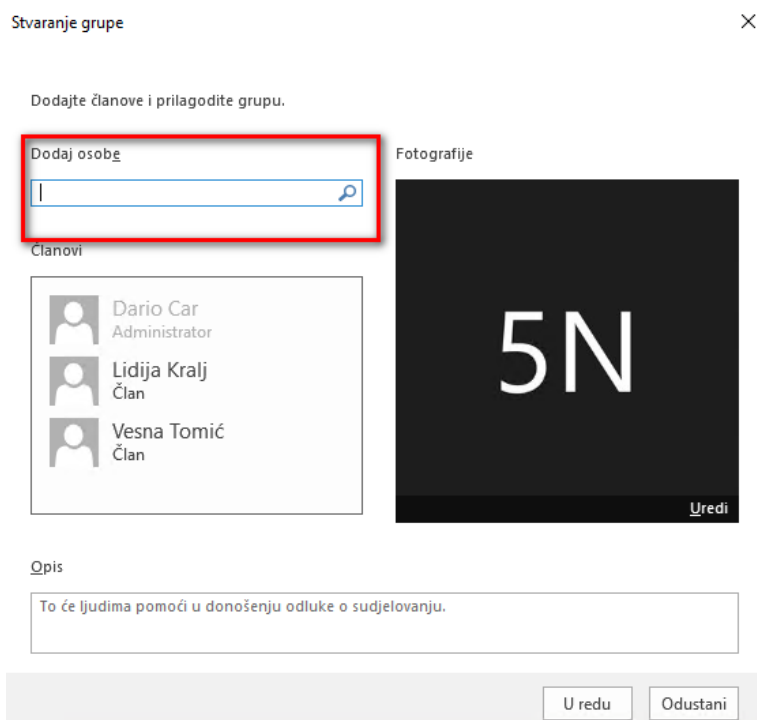 Stvaranje grupe
Dodajte članove i prilagodite grupu.
Dodaj osobe
Fotografije
Članovi
Dario Car
Administrator
Lidija Kralj
Član
Vesna Tomić
Član
5N
Uredi
Opis
To će ljudima pomoći u donošenju odluke o sudjelovanju.
U redu
Odustani